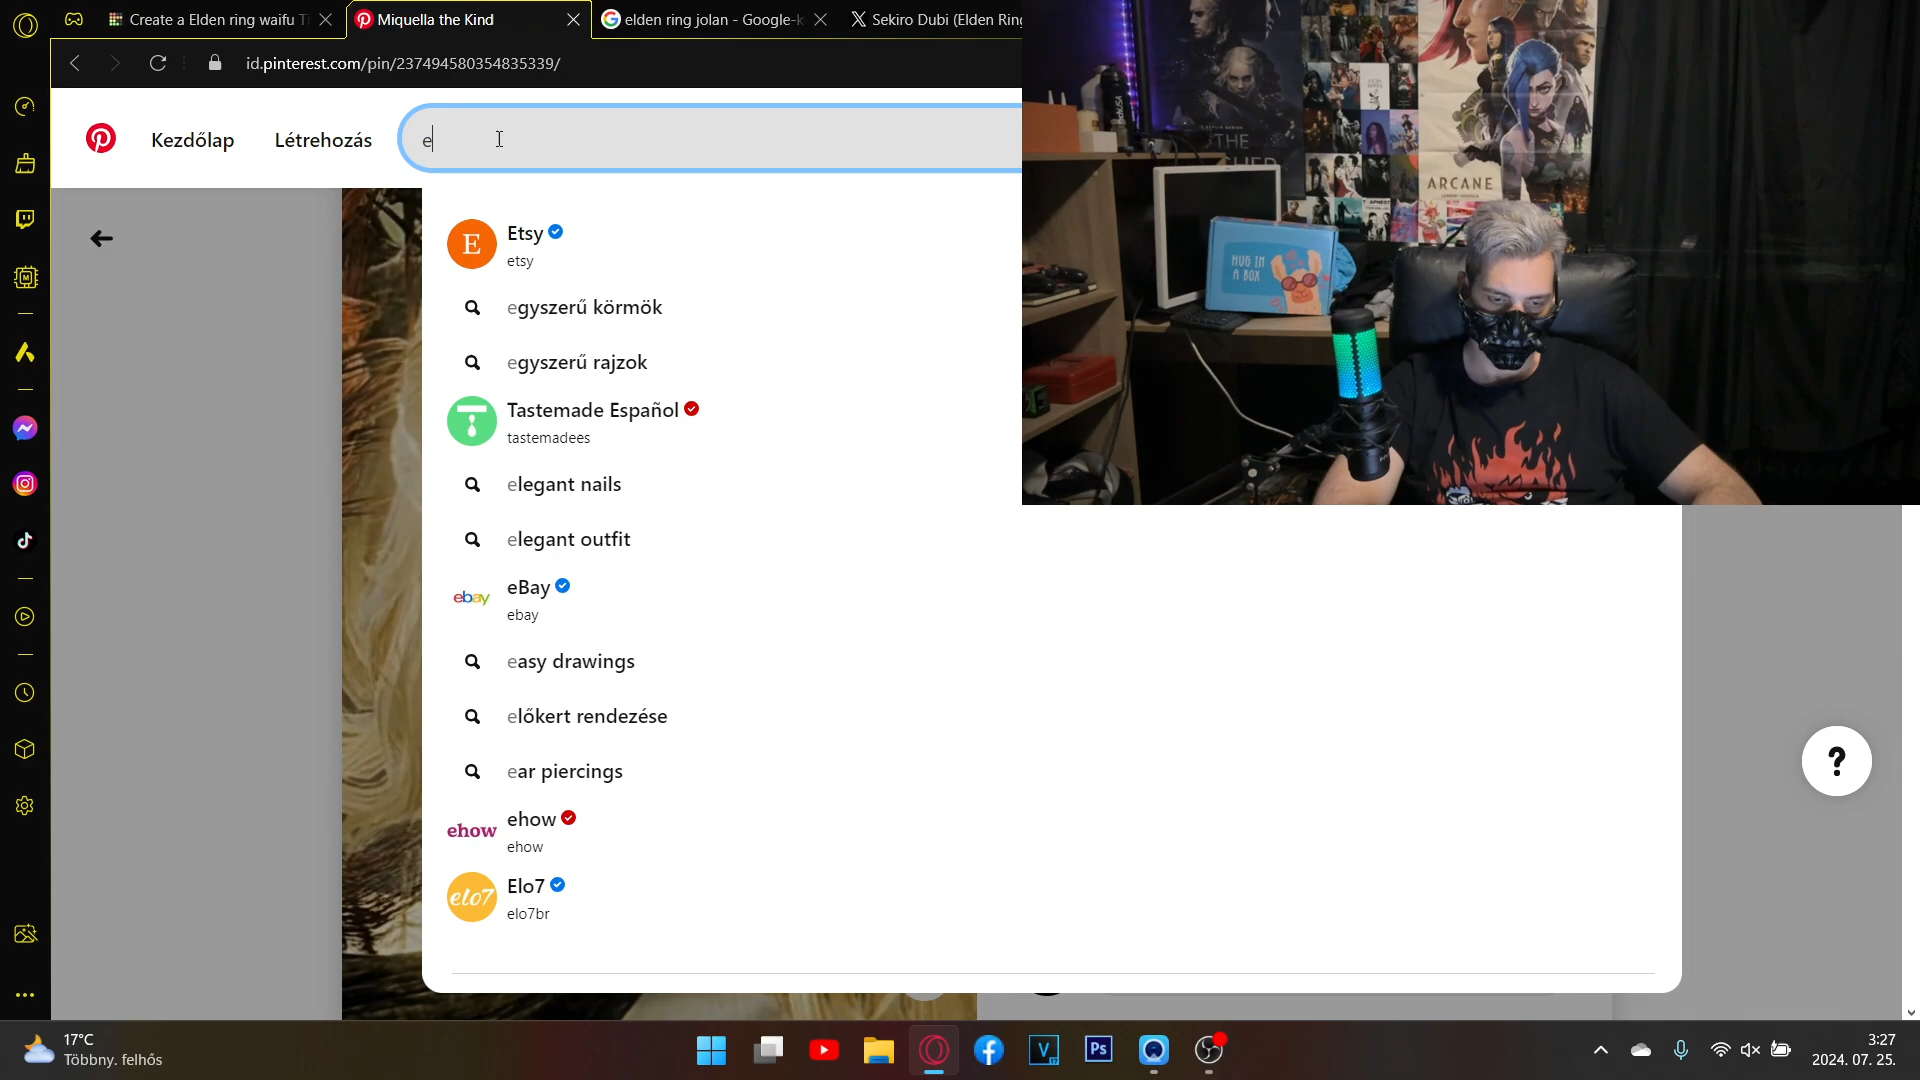 Create a Elden ring waifu T
Miquella the Kind
elden ring jolan - Google-k
Sekiro Dubi (Elden Ring
id.pinterest.com/pin/237494580354835339/
Kezdőlap
Létrehozás
e
E
Etsy
etsy
egyszerű körmök
egyszerű rajzok
Tastemade Español
tastemadees
elegant nails
elegant outfit
ebay
eBay
ebay
easy drawings
előkert rendezése
ear piercings
ehow
ehow
ehow
elo7
Elo7
elo7br
THE
ARCANE
HUG IN
A BOX
?
17°C
Többny. felhős
V
17
Ps
3:27
2024. 07. 25.